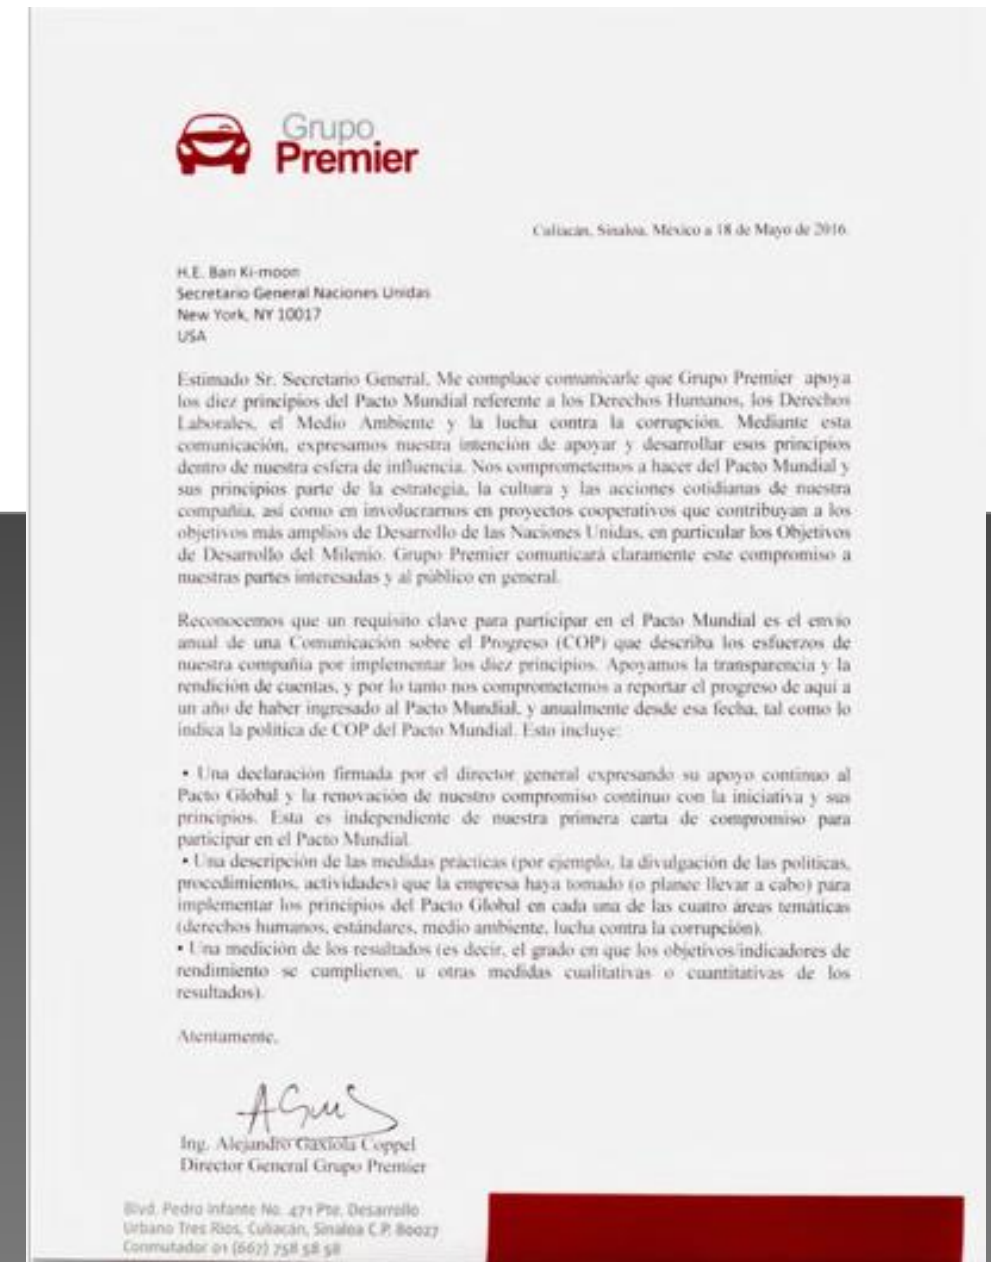 Grupo
Premier
Culiacán, Sinaloa, México a 18 de Mayo de 2016.
H.E. Ban Ki-moon
Secretario General Naciones Unidas
New York, NY 10017
USA
Estimado Sr. Secretario General, Me complace comunicarle que Grupo Premier apoya
los diez principios del Pacto Mundial referente a los Derechos Humanos, los Derechos
Laborales, el Medio Ambiente y la lucha contra la corrupción. Mediante esta
comunicación, expresamos nuestra intención de apoyar y desarrollar esos principios
dentro de nuestra esfera de influencia. Nos comprometemos a hacer del Pacto Mundial y
sus principios parte de la estrategia, la cultura y las acciones cotidianas de nuestra
compañía, así como en involucrarnos en proyectos cooperativos que contribuyan a los
objetivos más amplios de Desarrollo de las Naciones Unidas, en particular los Objetivos
de Desarrollo del Milenio. Grupo Premier comunicará claramente este compromiso a
nuestras partes interesadas y al público en general.
Reconocemos que un requisito clave para participar en el Pacto Mundial es el envío
anual de una Comunicación sobre el Progreso (COP) que describa los esfuerzos de
nuestra compañía por implementar los diez principios. Apoyamos la transparencia y la
rendición de cuentas, y por lo tanto nos comprometemos a reportar el progreso de aquí a
un año de haber ingresado al Pacto Mundial, y anualmente desde esa fecha, tal como lo
indica la política de COP del Pacto Mundial. Esto incluye:
• Una declaración firmada por el director general expresando su apoyo continuo al
Pacto Global y la renovación de nuestro compromiso continuo con la iniciativa y sus
principios. Esta es independiente de nuestra primera carta de compromiso para
participar en el Pacto Mundial.
• Una descripción de las medidas prácticas (por ejemplo, la divulgación de las políticas,
procedimientos, actividades) que la empresa haya tomado (o planee llevar a cabo) para
implementar los principios del Pacto Global en cada una de las cuatro áreas temáticas
(derechos humanos, estándares, medio ambiente, lucha contra la corrupción).
• Una medición de los resultados (es decir, el grado en que los objetivos/indicadores de
rendimiento se cumplieron, u otras medidas cualitativas o cuantitativas de los
resultados).
Atentamente,
Ing. Alejandro Gaxiola Coppel
Director General Grupo Premier
Blvd. Pedro Infante No. 471 Pte. Desarrollo
Urbano Tres Rios, Culiacán, Sinaloa C.P. 80027
Conmutador 01 (667) 758 58 58